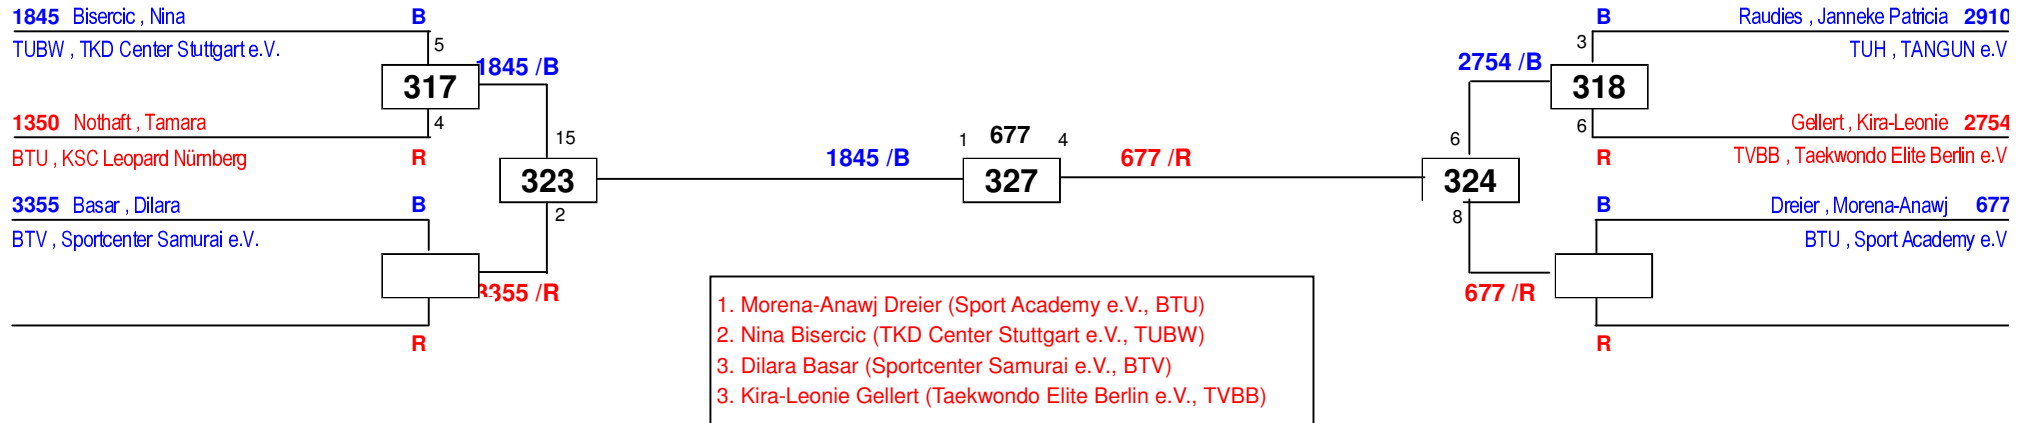 1845 Bisercic , Nina B
TUBW , TKD Center Stuttgart e.V.
5
317
1845 /B
1350 Nothaft , Tamara
4
BTU , KSC Leopard Nürnberg R
15
323
2
3355 Basar , Dilara B
BTV , Sportcenter Samurai e.V.
3355 /R
R
1845 /B
1 677 4
327
677 /R
B Raudies , Janneke Patricia 2910
3 TUH , TANGUN e.V
2754 /B
318
Gellert , Kira-Leonie 2754
6
R TVBB , Taekwondo Elite Berlin e.V
6
324
8
B Dreier , Morena-Anawj 677
BTU , Sport Academy e.V
677 /R
R
1. Morena-Anawj Dreier (Sport Academy e.V., BTU)
2. Nina Bisercic (TKD Center Stuttgart e.V., TUBW)
3. Dilara Basar (Sportcenter Samurai e.V., BTV)
3. Kira-Leonie Gellert (Taekwondo Elite Berlin e.V., TVBB)